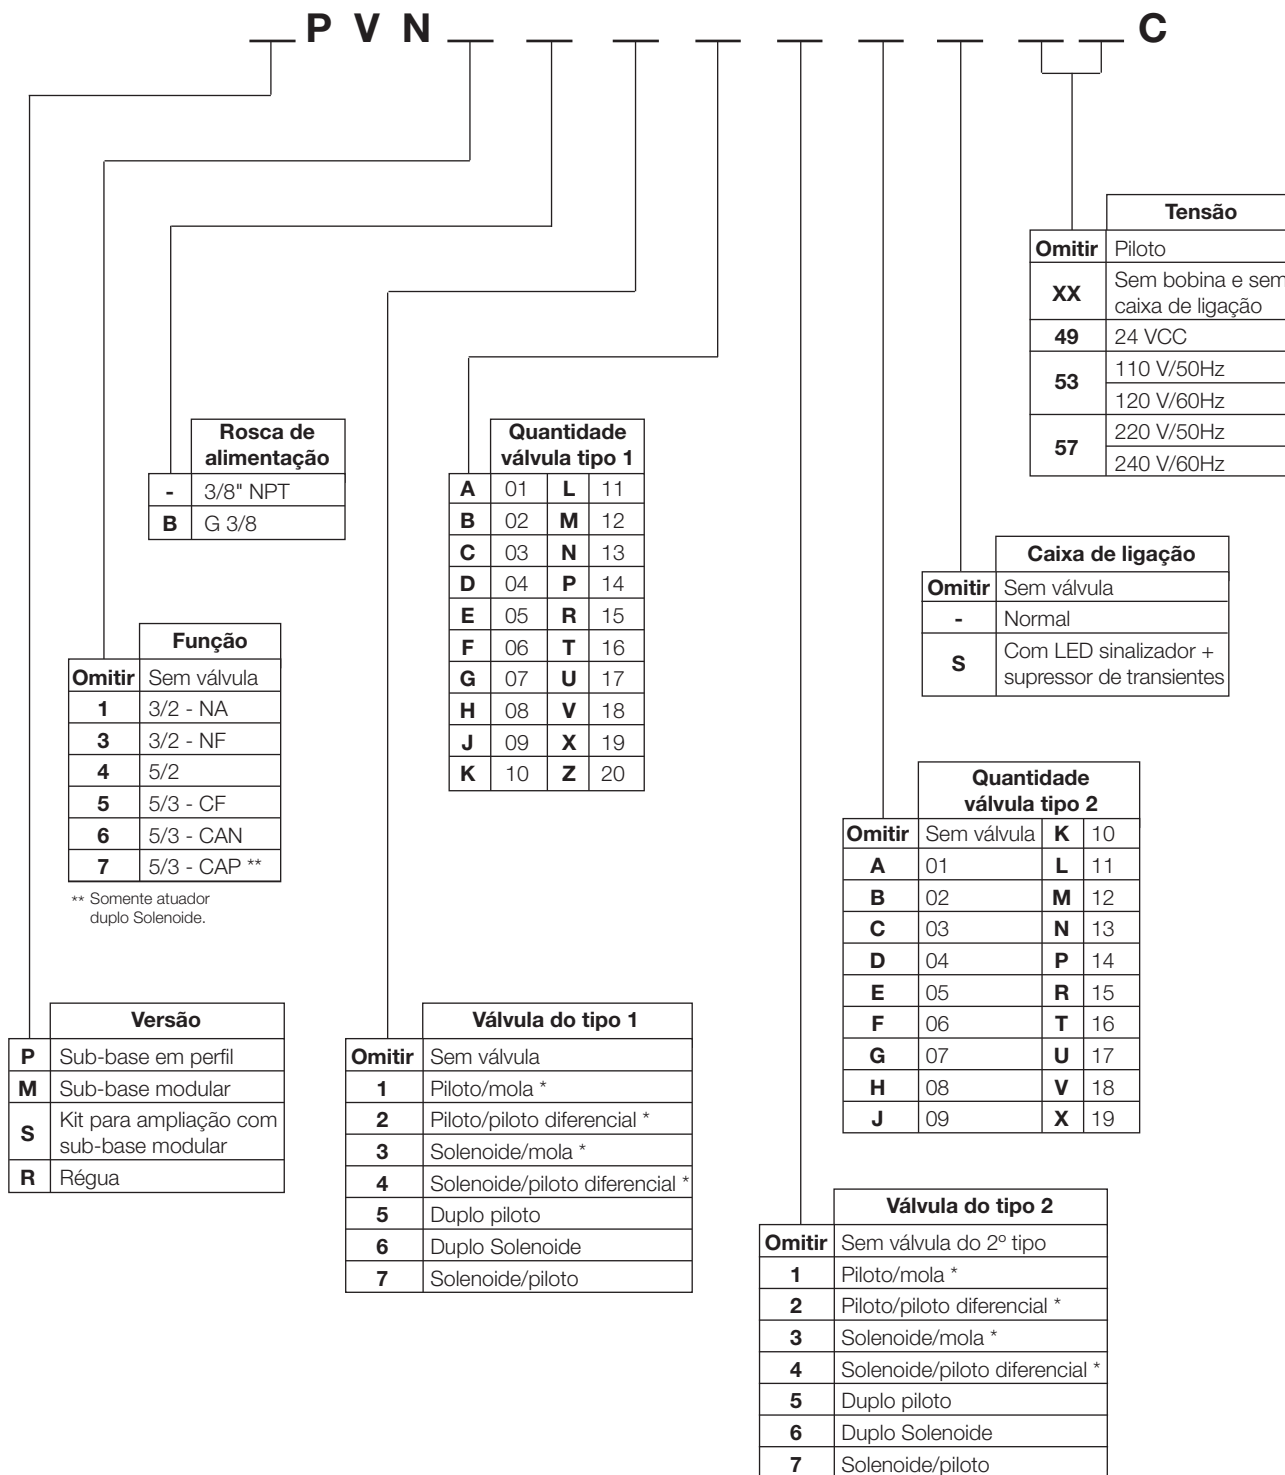 __ P V N __ __ __ __ __ __ __ __ __ C
Tensão
Omitir Piloto
XX Sem bobina e sem
caixa de ligação
49 24 VCC
53 110 V/50Hz
120 V/60Hz
57 220 V/50Hz
240 V/60Hz
Rosca de
alimentação
- 3/8" NPT
B G 3/8
Quantidade
válvula tipo 1
A 01 L 11
B 02 M 12
C 03 N 13
D 04 P 14
E 05 R 15
F 06 T 16
G 07 U 17
H 08 V 18
J 09 X 19
K 10 Z 20
Caixa de ligação
Omitir Sem válvula
- Normal
S Com LED sinalizador +
supressor de transientes
Função
Omitir Sem válvula
1 3/2 - NA
3 3/2 - NF
4 5/2
5 5/3 - CF
6 5/3 - CAN
7 5/3 - CAP **
** Somente atuador
duplo Solenoide.
Quantidade
válvula tipo 2
Omitir Sem válvula K 10
A 01 L 11
B 02 M 12
C 03 N 13
D 04 P 14
E 05 R 15
F 06 T 16
G 07 U 17
H 08 V 18
J 09 X 19
Versão
P Sub-base em perfil
M Sub-base modular
S Kit para ampliação com
sub-base modular
R Régua
Válvula do tipo 1
Omitir Sem válvula
1 Piloto/mola *
2 Piloto/piloto diferencial *
3 Solenoide/mola *
4 Solenoide/piloto diferencial *
5 Duplo piloto
6 Duplo Solenoide
7 Solenoide/piloto
Válvula do tipo 2
Omitir Sem válvula do 2º tipo
1 Piloto/mola *
2 Piloto/piloto diferencial *
3 Solenoide/mola *
4 Solenoide/piloto diferencial *
5 Duplo piloto
6 Duplo Solenoide
7 Solenoide/piloto